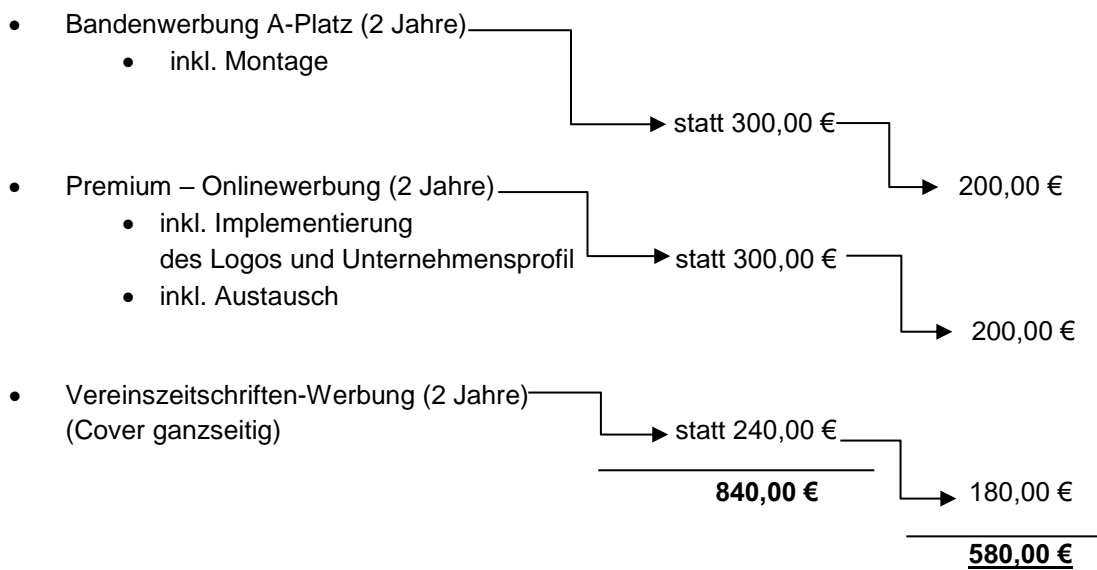 • Bandenwerbung A-Platz (2 Jahre)
• inkl. Montage
statt 300,00 €
200,00 €
• Premium – Onlinewerbung (2 Jahre)
• inkl. Implementierung
des Logos und Unternehmensprofil
statt 300,00 €
• inkl. Austausch
200,00 €
• Vereinszeitschriften-Werbung (2 Jahre)
(Cover ganzseitig)
statt 240,00 €
840,00 €
180,00 €
580,00 €